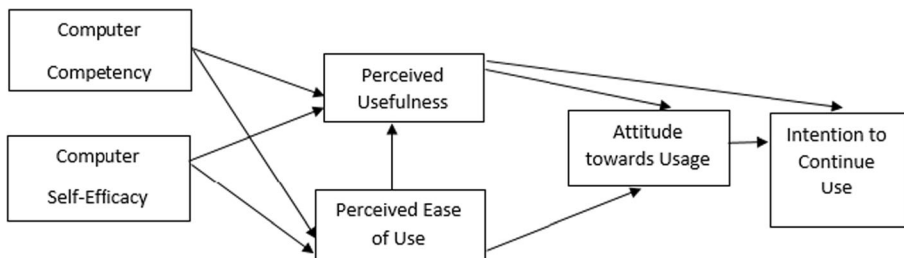 Computer
Competency
Perceived
Usefulness
Computer
Self-Efficacy
Perceived Ease
of Use
Attitude
towards Usage
Intention to
Continue
Use